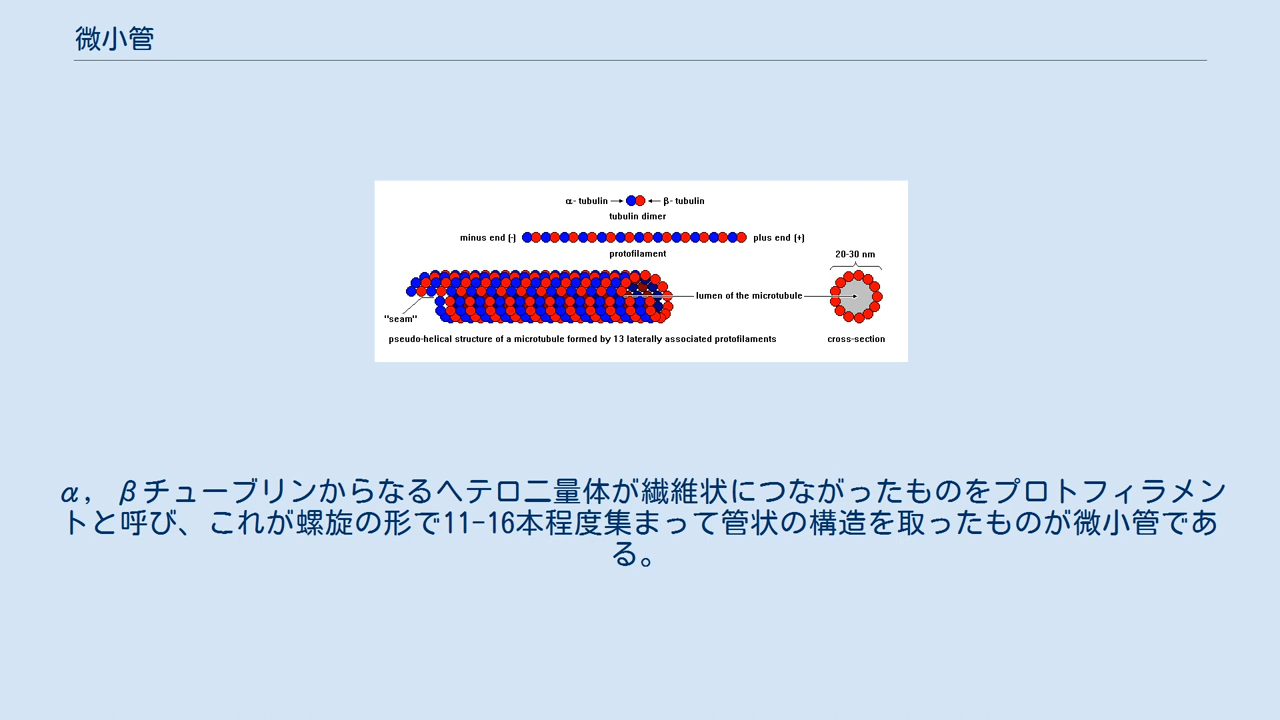 微小管
α- tubulin
β- tubulin
tubulin dimer
minus end (-)
plus end (+)
protofilament
20-30 nm
lumen of the microtubule
"seam"
pseudo-helical structure of a microtubule formed by 13 laterally associated protofilaments
cross-section
α, βチューブリンからなるヘテロ二量体が繊維状につながったものをプロトフィラメン
トと呼び、これが螺旋の形で11-16本程度集まって管状の構造を取ったものが微小管であ
る。